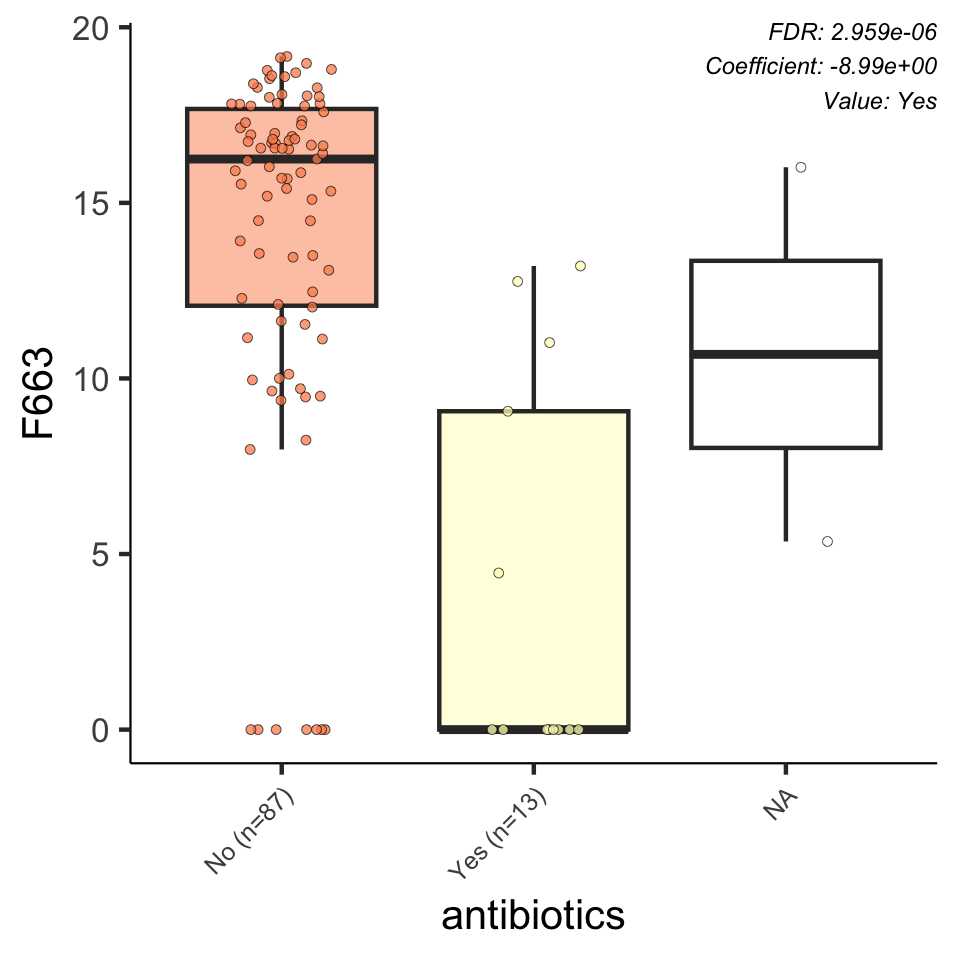 FDR: 2.959e-06
Coefficient: -8.99e+00
Value: Yes
20
15
10
5
0
F663
No (n=87)
Yes (n=13)
NA
antibiotics